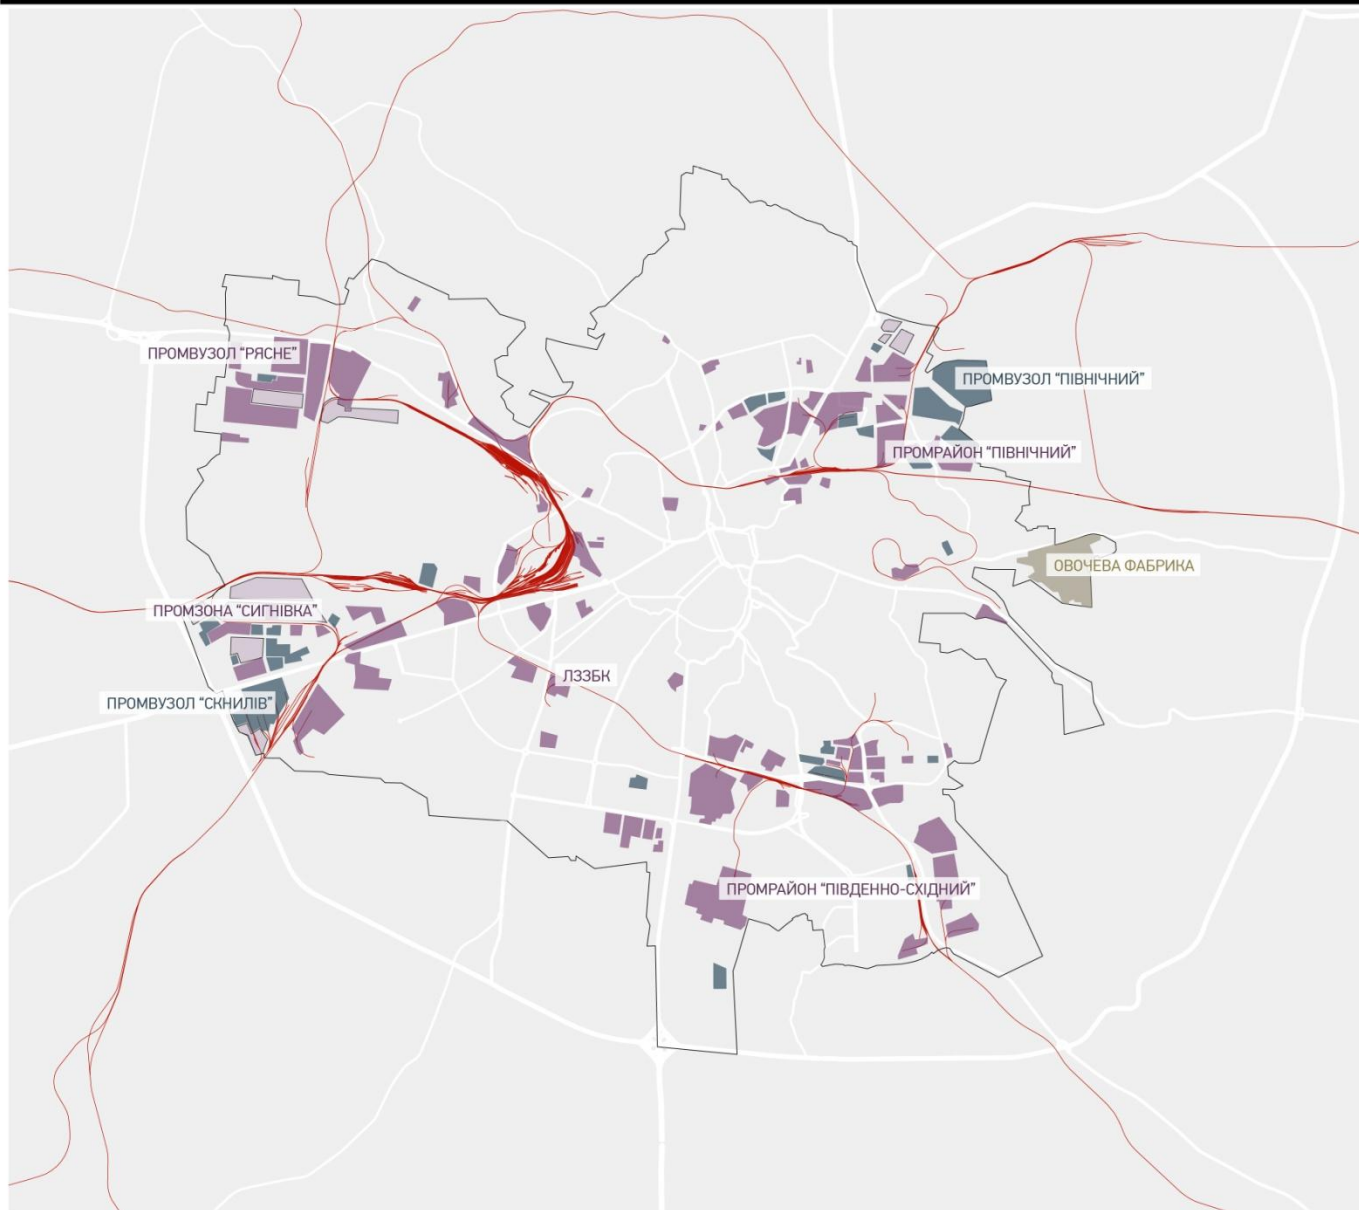 ПРОМВУЗОЛ “РЯСНЕ”
ПРОМВУЗОЛ “ПІВНІЧНИЙ”
ПРОМРАЙОН “ПІВНІЧНИЙ”
ОВОЧЕВА ФАБРИКА
ПРОМЗОНА “СИГНІВКА”
ЛЗЗБК
ПРОМВУЗОЛ “СКНИЛІВ”
ПРОМРАЙОН “ПІВДЕННО-СХІДНИЙ”